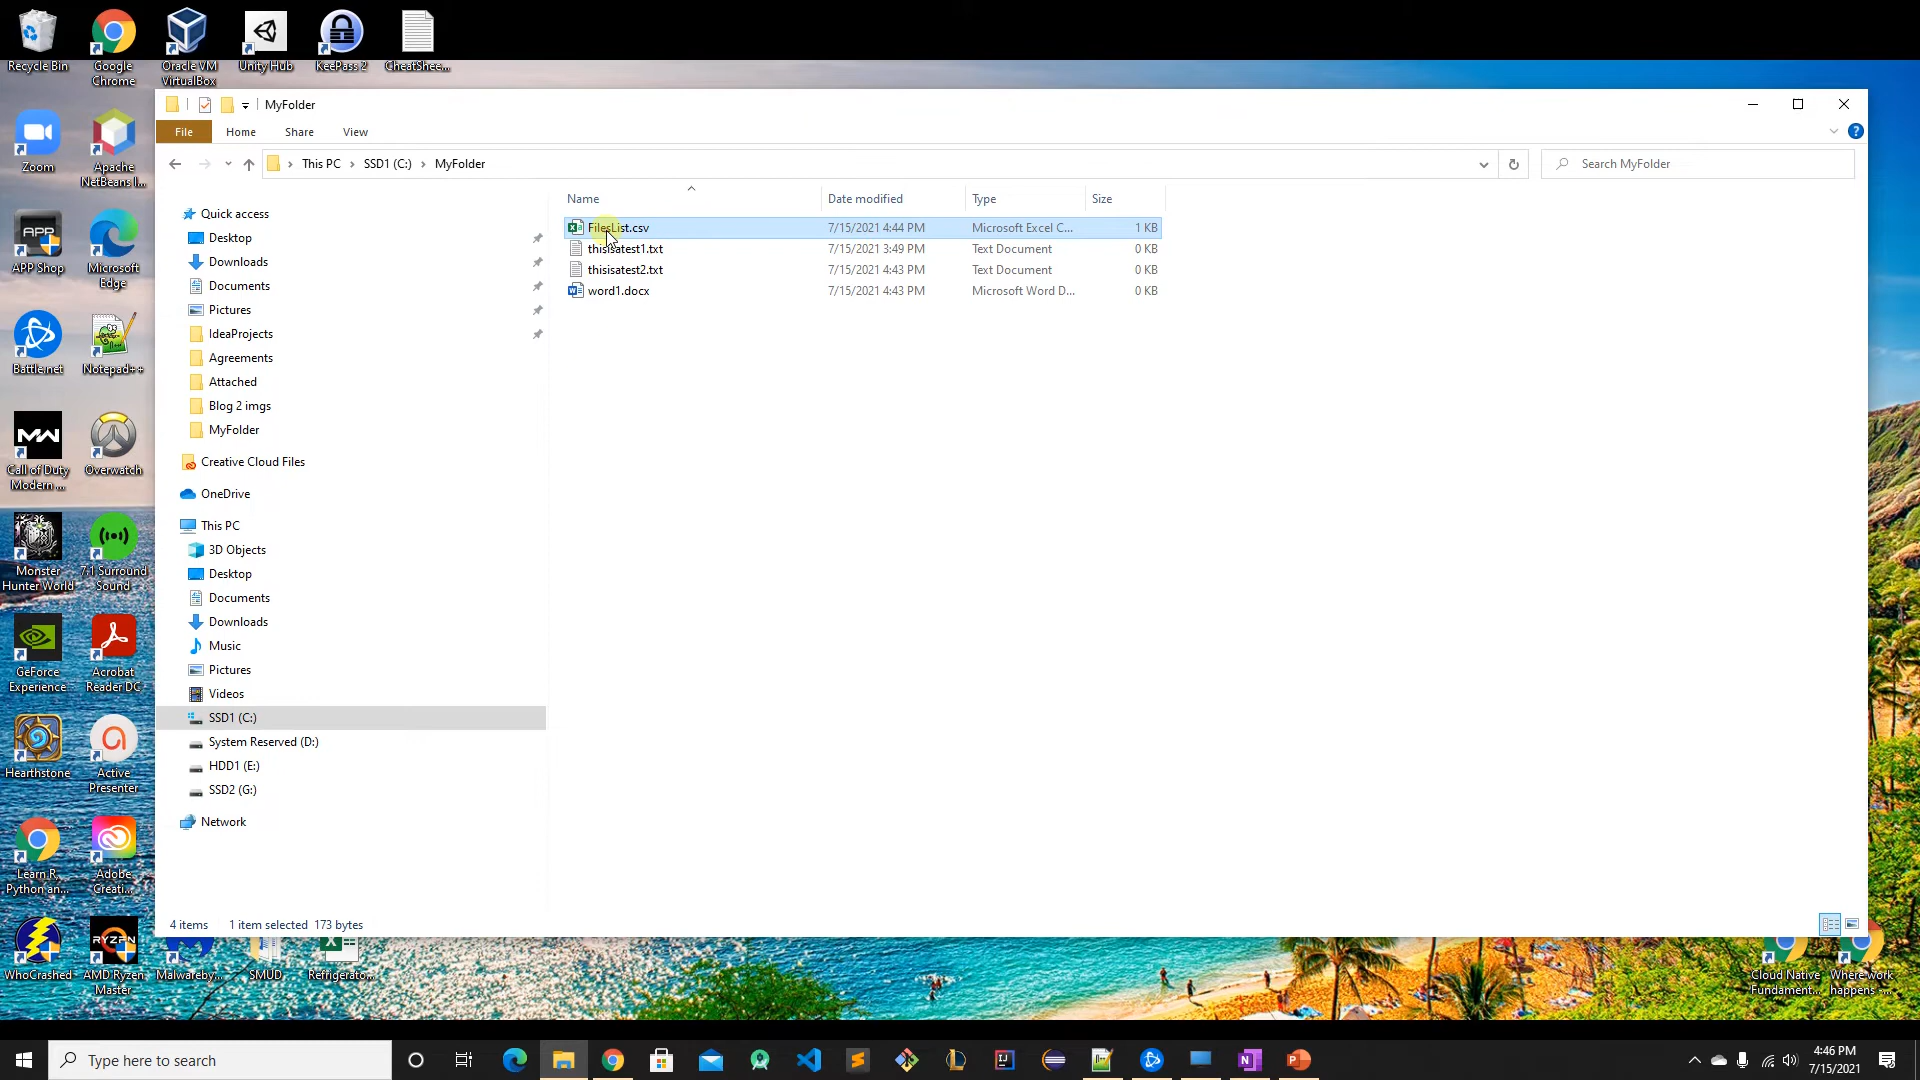 Recycle Bin
Google Chrome
Oracle VM VirtualBox
Unity Hub
KeePass 2
CheatShee...
Zoom
Apache NetBeans I...
APP Shop
Microsoft Edge
Battle.net
Notepad++
Call of Duty Modern ...
Overwatch
Monster Hunter World
7.1 Surround Sound
GeForce Experience
Acrobat Reader DC
Hearthstone
Active Presenter
Learn R, Python an...
Adobe Creati...
WhoCrashed
AMD Ryzen Master
Malwareby...
SMUD
Refrigerato...
Cloud Native Fundament...
Where work happens -...
MyFolder
File
Home
Share
View
This PC
SSD1 (C:)
MyFolder
Search MyFolder
Quick access
Desktop
Downloads
Documents
Pictures
IdeaProjects
Agreements
Attached
Blog 2 imgs
MyFolder
Creative Cloud Files
OneDrive
This PC
3D Objects
Desktop
Documents
Downloads
Music
Pictures
Videos
SSD1 (C:)
System Reserved (D:)
HDD1 (E:)
SSD2 (G:)
Network
Name Date modified Type Size
FilesList.csv 7/15/2021 4:44 PM Microsoft Excel C... 1 KB
thisisatest1.txt 7/15/2021 3:49 PM Text Document 0 KB
thisisatest2.txt 7/15/2021 4:43 PM Text Document 0 KB
word1.docx 7/15/2021 4:43 PM Microsoft Word D... 0 KB
4 items 1 item selected 173 bytes
Type here to search
4:46 PM
7/15/2021